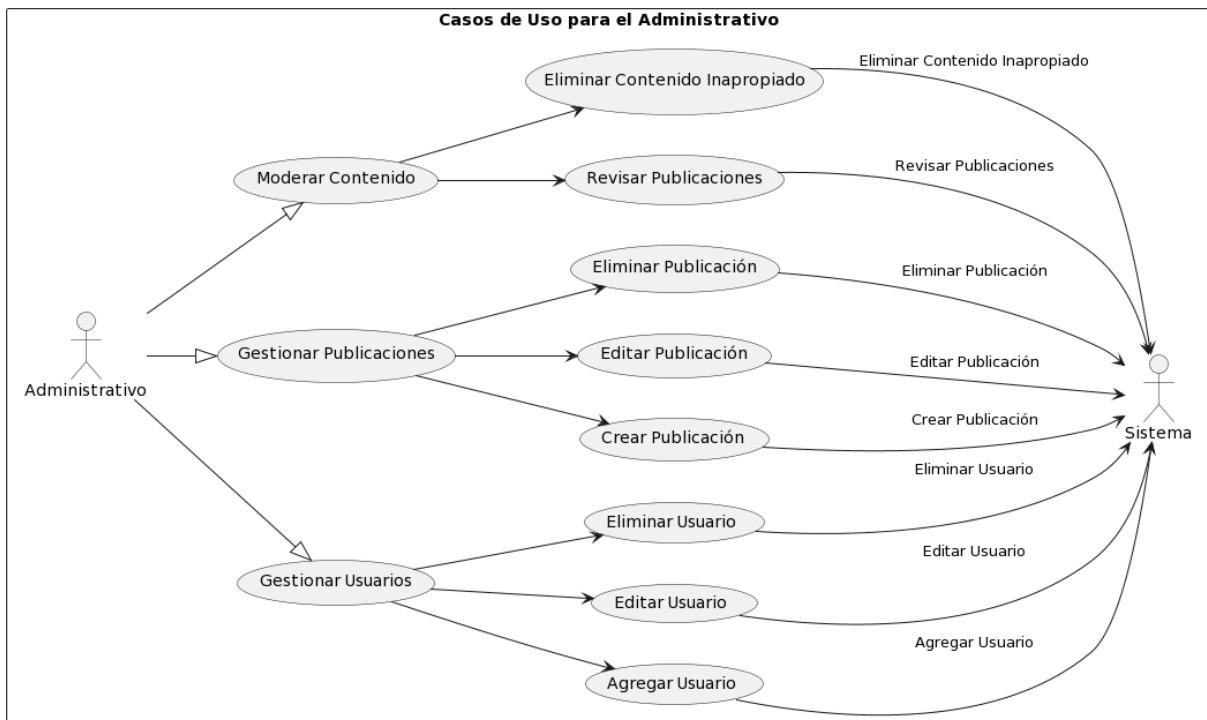 Casos de Uso para el Administrativo
Eliminar Contenido Inapropiado
Eliminar Contenido Inapropiado
Moderar Contenido
Revisar Publicaciones
Revisar Publicaciones
Eliminar Publicación
Eliminar Publicación
Gestionar Publicaciones
Editar Publicación
Editar Publicación
Administrativo
Crear Publicación
Crear Publicación
Sistema
Eliminar Usuario
Eliminar Usuario
Gestionar Usuarios
Editar Usuario
Editar Usuario
Agregar Usuario
Agregar Usuario